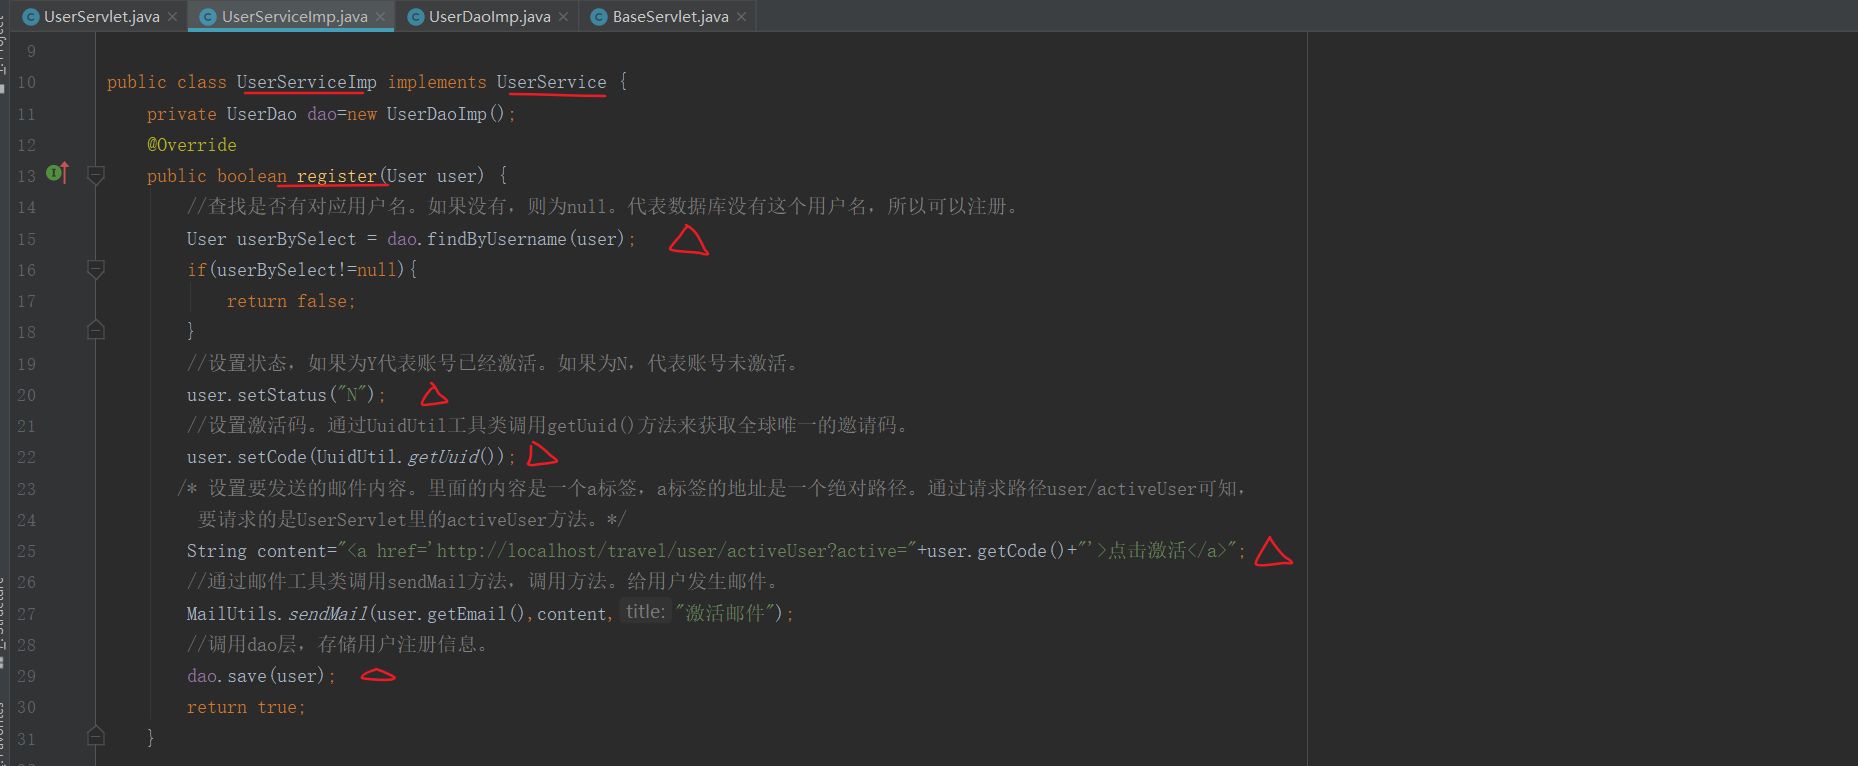 UserServlet.java × UserServiceImp.java × UserDaoImp.java × BaseServlet.java ×
9
10 public class UserServiceImp implements UserService {
11 private UserDao dao=new UserDaoImp();
12 @Override
13 public boolean register(User user) {
14 //查找是否有对应用户名。如果没有，则为null。代表数据库没有这个用户名，所以可以注册。
15 User userBySelect = dao.findByUsername(user);
16 if(userBySelect!=null){
17 return false;
18 }
19 //设置状态，如果为Y代表账号已经激活。如果为N，代表账号未激活。
20 user.setStatus("N");
21 //设置激活码。通过UuidUtil工具类调用getUuid()方法来获取全球唯一的邀请码。
22 user.setCode(UuidUtil.getUuid());
23 /* 设置要发送的邮件内容。里面的内容是一个a标签，a标签的地址是一个绝对路径。通过请求路径user/activeUser可知，
24 要请求的是UserServlet里的activeUser方法。*/
25 String content="<a href='http://localhost/travel/user/activeUser?active="+user.getCode()+"'>点击激活</a>";
26 //通过邮件工具类调用sendMail方法，调用方法。给用户发生邮件。
27 MailUtils.sendMail(user.getEmail(),content, title: "激活邮件");
28 //调用dao层，存储用户注册信息。
29 dao.save(user);
30 return true;
31 }